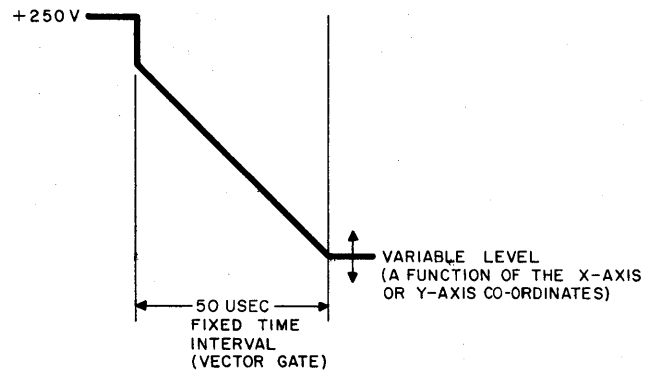 +250V
VARIABLE LEVEL
(A FUNCTION OF THE X-AXIS
OR Y-AXIS CO-ORDINATES)
50 USEC
FIXED TIME
INTERVAL
(VECTOR GATE)